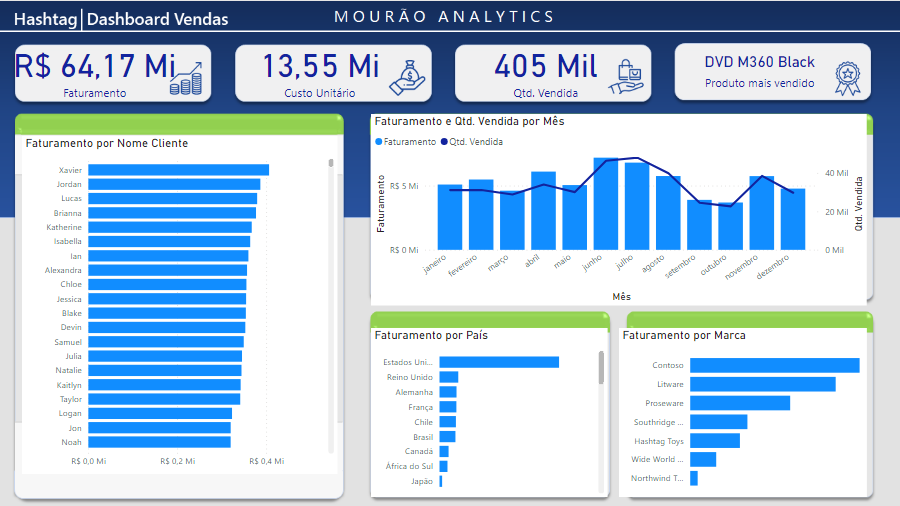 Hashtag | Dashboard Vendas
MOURÃO ANALYTICS
R$ 64,17 Mi
Faturamento
13,55 Mi
Custo Unitário
405 Mil
Qtd. Vendida
DVD M360 Black
Produto mais vendido
Faturamento por Nome Cliente
Xavier
Jordan
Lucas
Brianna
Katherine
Isabella
Ian
Alexandra
Chloe
Jessica
Blake
Devin
Samuel
Julia
Natalie
Kaitlyn
Taylor
Logan
Jon
Noah
R$ 0,0 Mi R$ 0,2 Mi R$ 0,4 Mi
Faturamento e Qtd. Vendida por Mês
Faturamento Qtd. Vendida
Faturamento
R$ 5 Mi
R$ 0 Mi
40 Mil
20 Mil
0 Mil
Qtd. Vendida
janeiro fevereiro março abril maio junho julho agosto setembro outubro novembro dezembro
Mês
Faturamento por País
Estados Uni...
Reino Unido
Alemanha
França
Chile
Brasil
Canadá
África do Sul
Japão
Faturamento por Marca
Contoso
Litware
Proseware
Southridge ...
Hashtag Toys
Wide World ...
Northwind T...